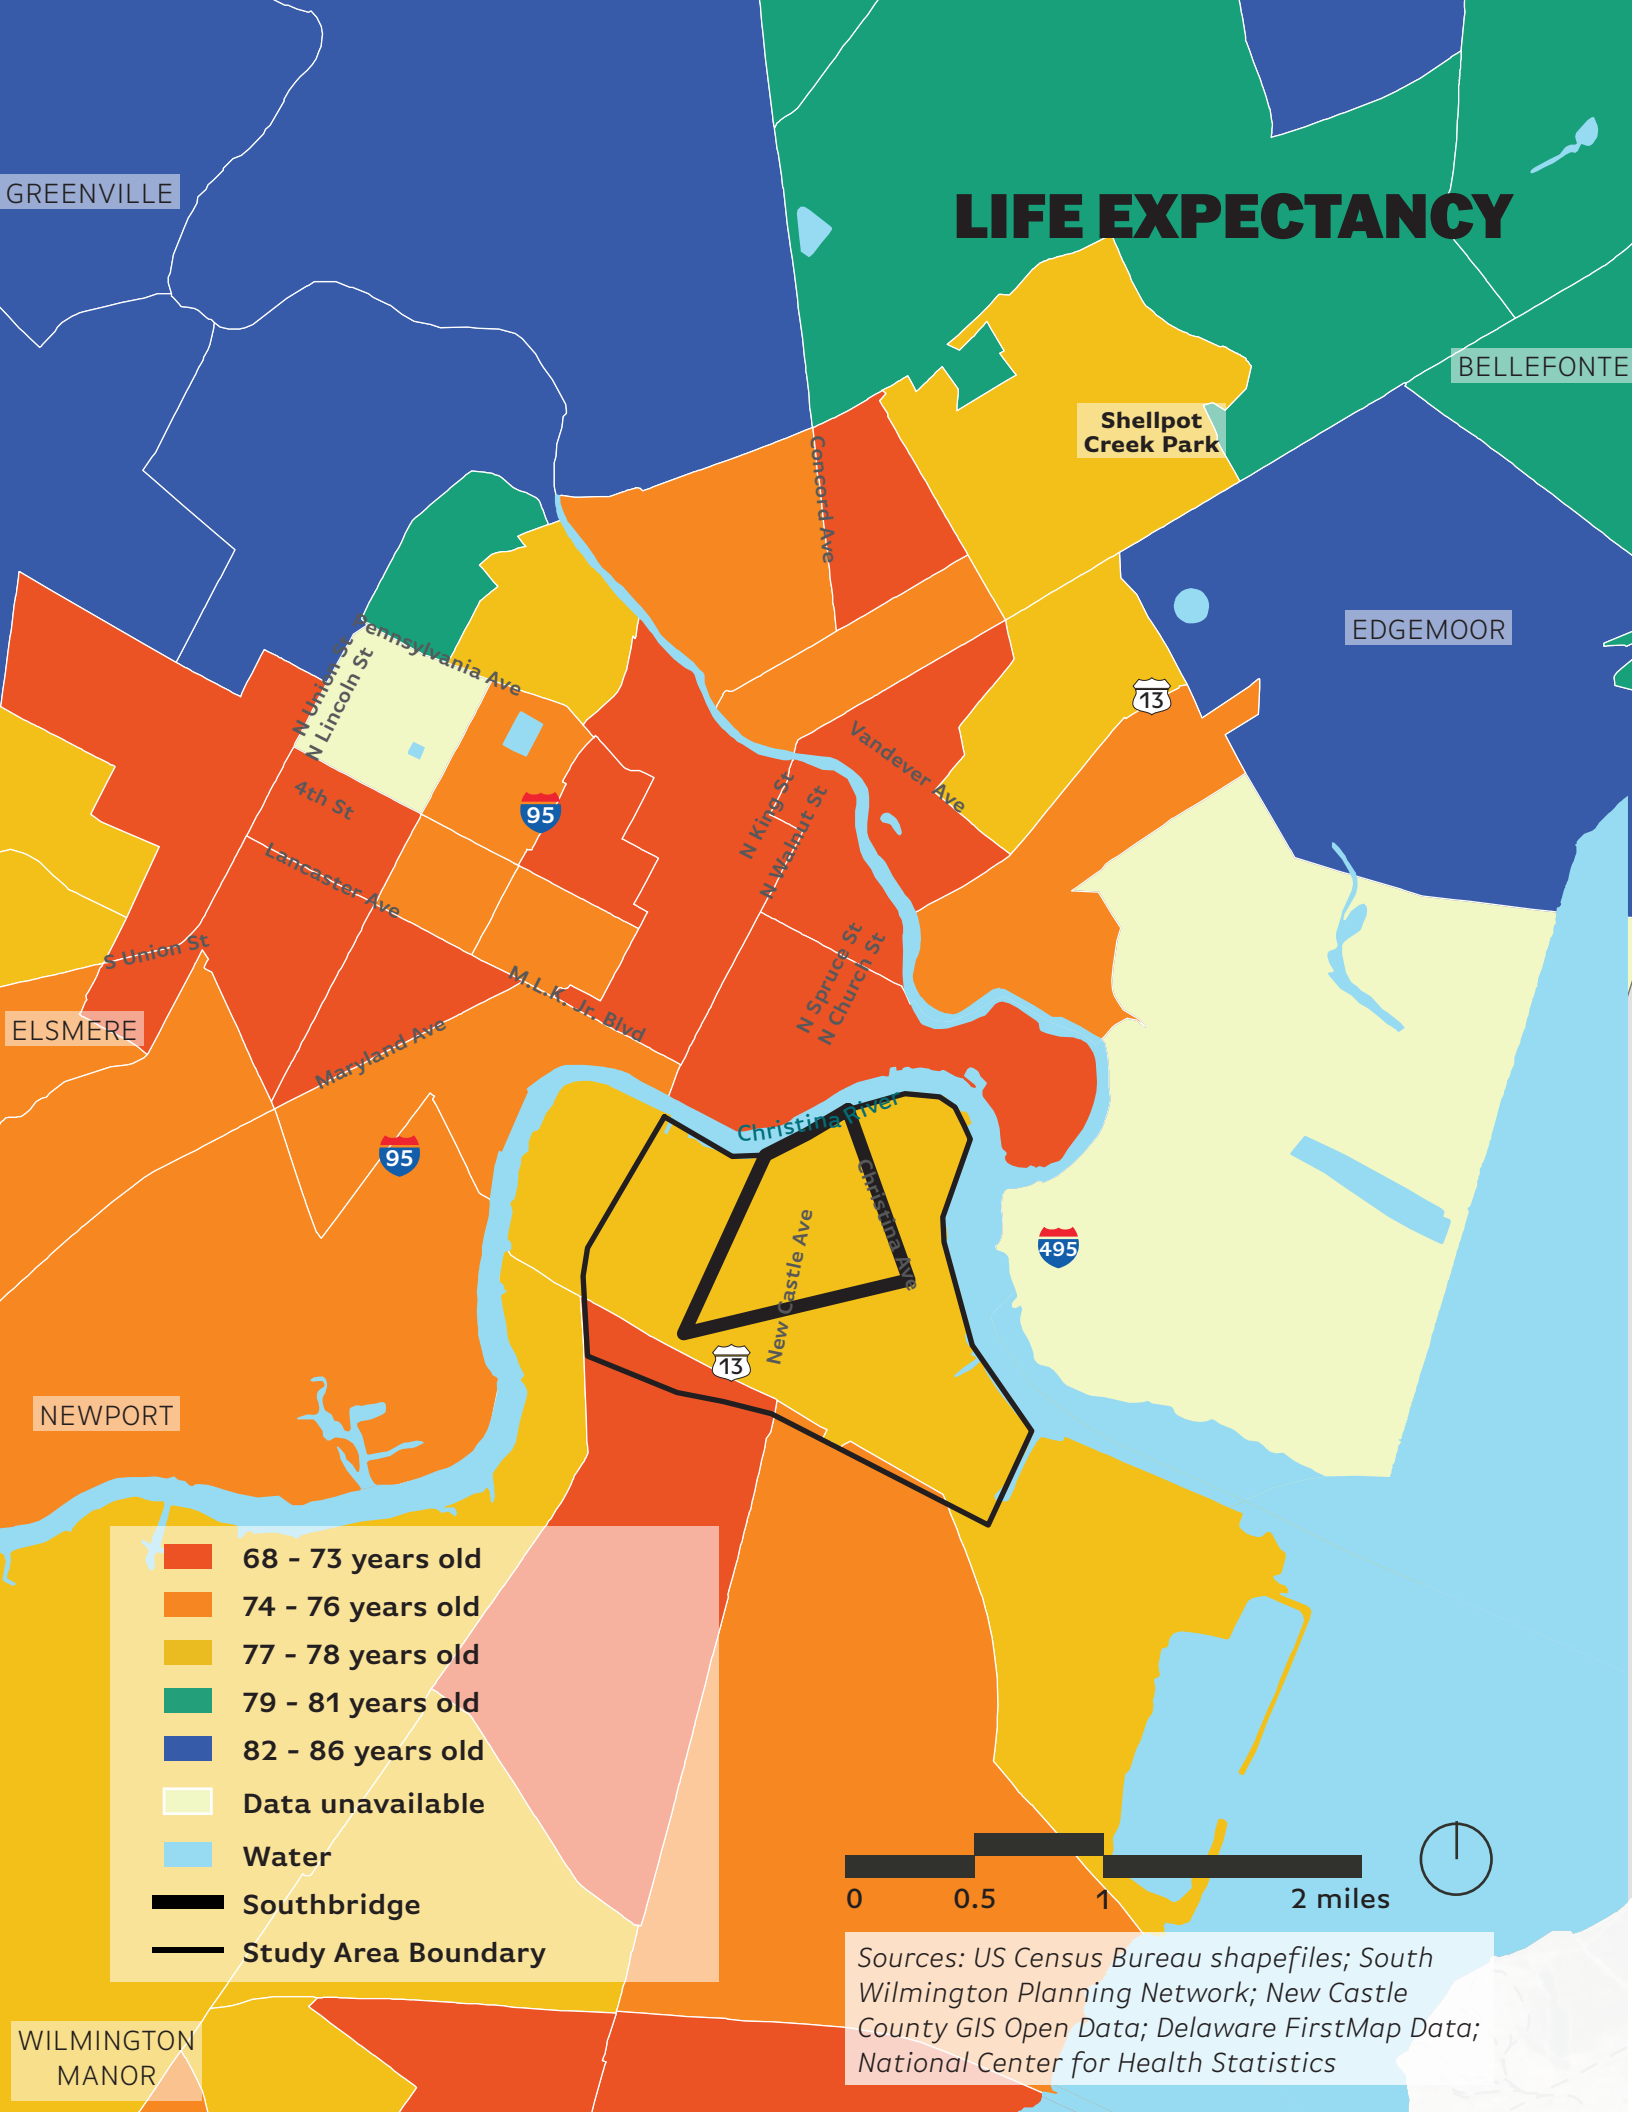 GREENVILLE
LIFE EXPECTANCY
BELLEFONTE
Shellpot
Creek Park
Concord Ave
EDGEMOOR
Pennsylvania Ave
N Union St
N Lincoln St
13
Vandever Ave
4th St
95
N King St
N Walnut St
Lancaster Ave
S Union St
N Spruce St
N Church St
M.L.K. Jr. Blvd
ELSMERE
Maryland Ave
Christina River
95
Christina Ave
New Castle Ave
495
13
NEWPORT
68 - 73 years old
74 - 76 years old
77 - 78 years old
79 - 81 years old
82 - 86 years old
Data unavailable
Water
Southbridge
Study Area Boundary
0 0.5 1 2 miles
Sources: US Census Bureau shapefiles; South
Wilmington Planning Network; New Castle
County GIS Open Data; Delaware FirstMap Data;
National Center for Health Statistics
WILMINGTON
MANOR